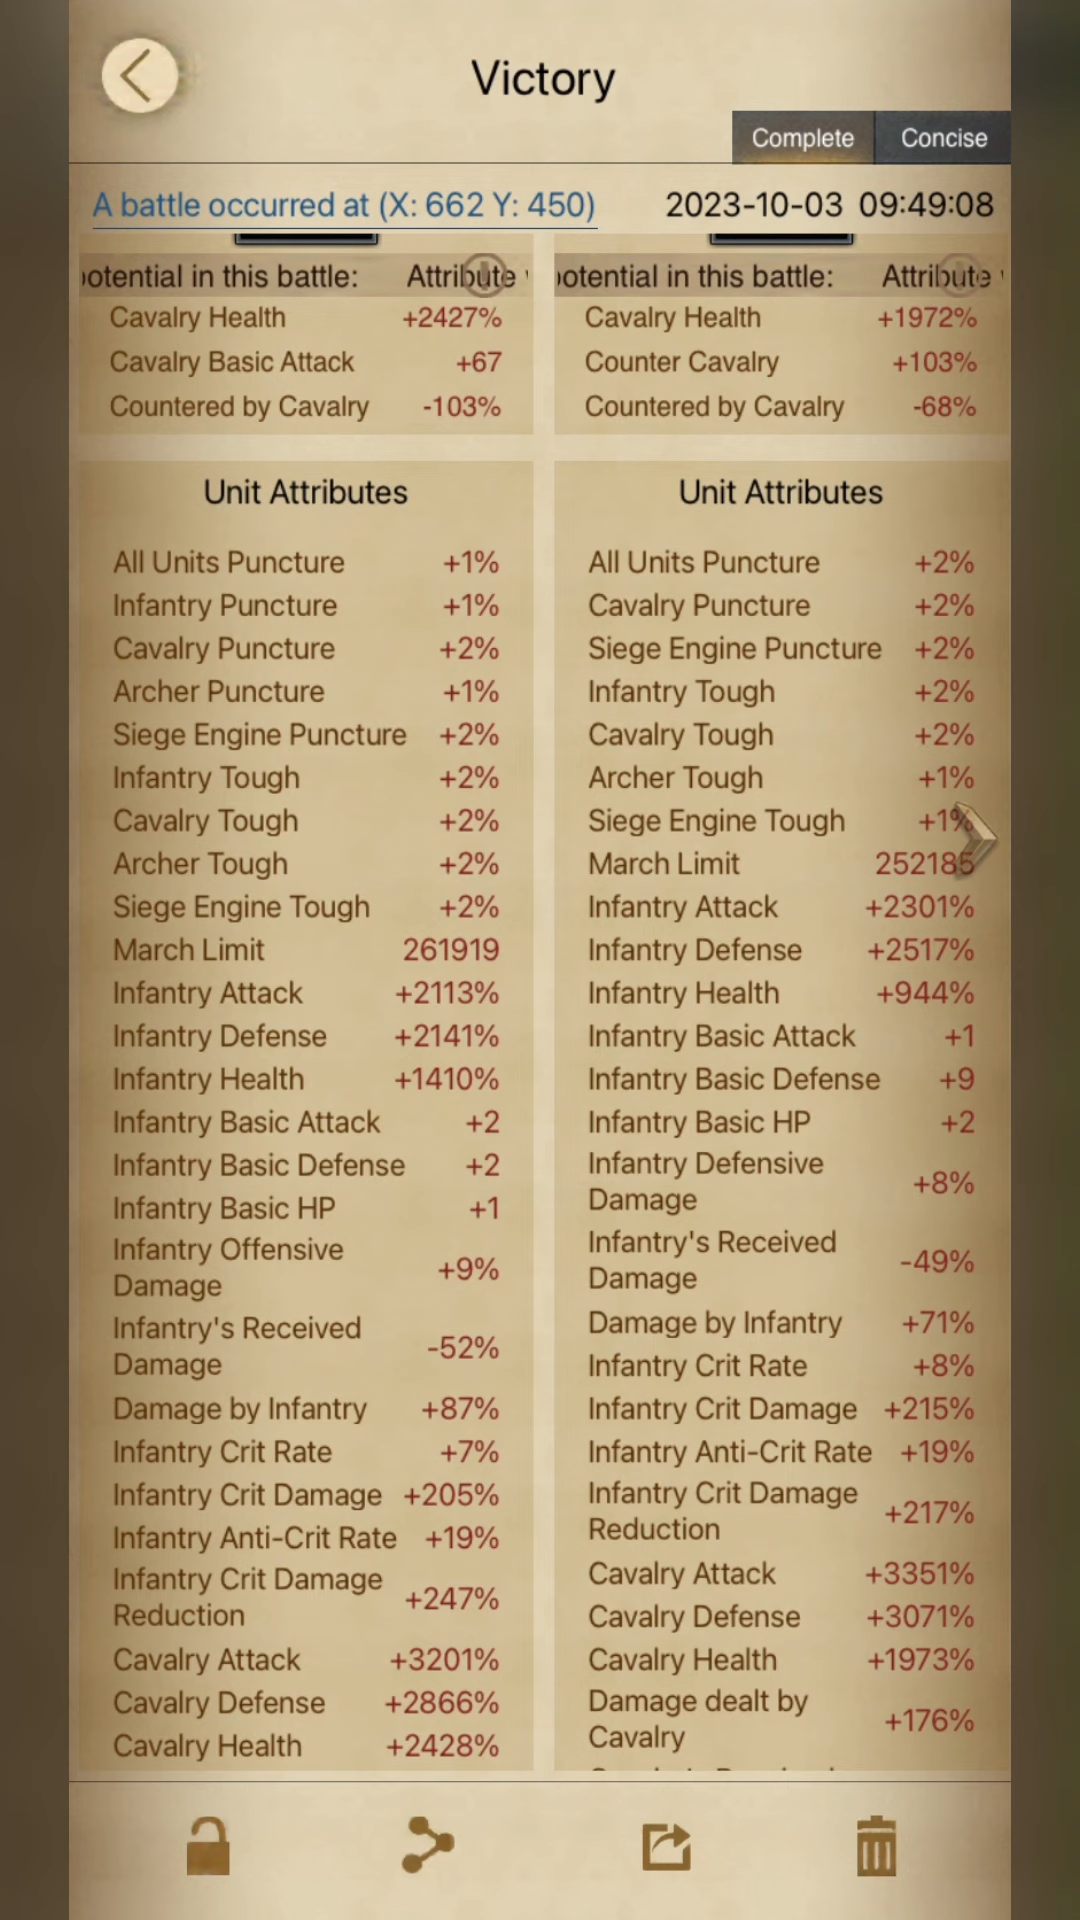 Victory
Complete
Concise
A battle occurred at (X: 662 Y: 450)
2023-10-03 09:49:08
potential in this battle: Attribute
Cavalry Health +2427%
Cavalry Basic Attack +67
Countered by Cavalry -103%
Unit Attributes
All Units Puncture +1%
Infantry Puncture +1%
Cavalry Puncture +2%
Archer Puncture +1%
Siege Engine Puncture +2%
Infantry Tough +2%
Cavalry Tough +2%
Archer Tough +2%
Siege Engine Tough +2%
March Limit 261919
Infantry Attack +2113%
Infantry Defense +2141%
Infantry Health +1410%
Infantry Basic Attack +2
Infantry Basic Defense +2
Infantry Basic HP +1
Infantry Offensive
Damage +9%
Infantry's Received
Damage -52%
Damage by Infantry +87%
Infantry Crit Rate +7%
Infantry Crit Damage +205%
Infantry Anti-Crit Rate +19%
Infantry Crit Damage
Reduction +247%
Cavalry Attack +3201%
Cavalry Defense +2866%
Cavalry Health +2428%
potential in this battle: Attribute
Cavalry Health +1972%
Counter Cavalry +103%
Countered by Cavalry -68%
Unit Attributes
All Units Puncture +2%
Cavalry Puncture +2%
Siege Engine Puncture +2%
Infantry Tough +2%
Cavalry Tough +2%
Archer Tough +1%
Siege Engine Tough +1%
March Limit 252185
Infantry Attack +2301%
Infantry Defense +2517%
Infantry Health +944%
Infantry Basic Attack +1
Infantry Basic Defense +9
Infantry Basic HP +2
Infantry Defensive
Damage +8%
Infantry's Received
Damage -49%
Damage by Infantry +71%
Infantry Crit Rate +8%
Infantry Crit Damage +215%
Infantry Anti-Crit Rate +19%
Infantry Crit Damage
Reduction +217%
Cavalry Attack +3351%
Cavalry Defense +3071%
Cavalry Health +1973%
Damage dealt by
Cavalry +176%